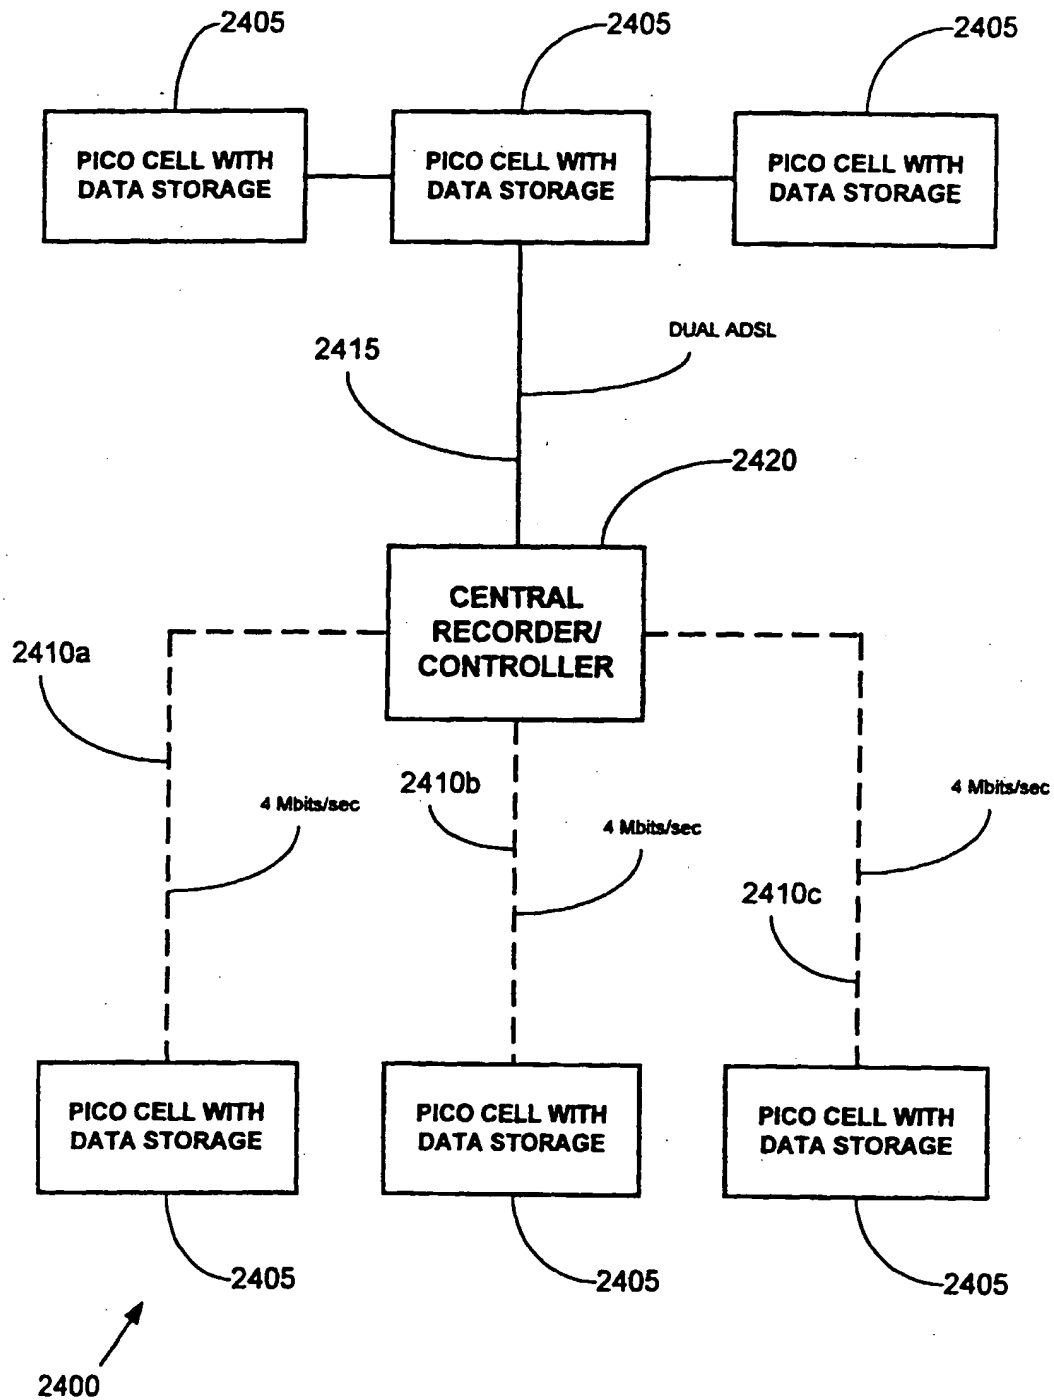 2405
2405
2405
PICO CELL WITH
DATA STORAGE
PICO CELL WITH
DATA STORAGE
PICO CELL WITH
DATA STORAGE
DUAL ADSL
2415
2420
CENTRAL
RECORDER/
CONTROLLER
2410a
2410b
4 Mbits/sec
4 Mbits/sec
4 Mbits/sec
2410c
PICO CELL WITH
DATA STORAGE
PICO CELL WITH
DATA STORAGE
PICO CELL WITH
DATA STORAGE
2405
2405
2405
2400